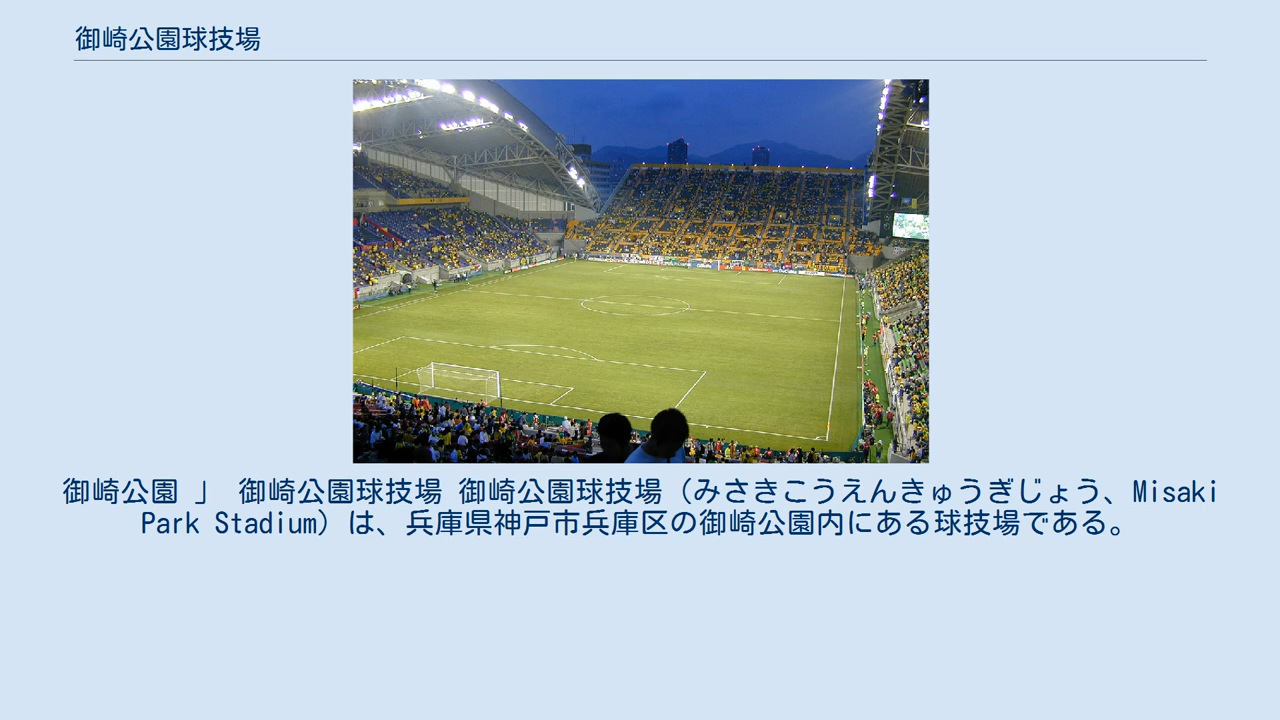 御崎公園球技場
御崎公園 」 御崎公園球技場 御崎公園球技場（みさきこうえんきゅうぎじょう、Misaki
Park Stadium）は、兵庫県神戸市兵庫区の御崎公園内にある球技場である。